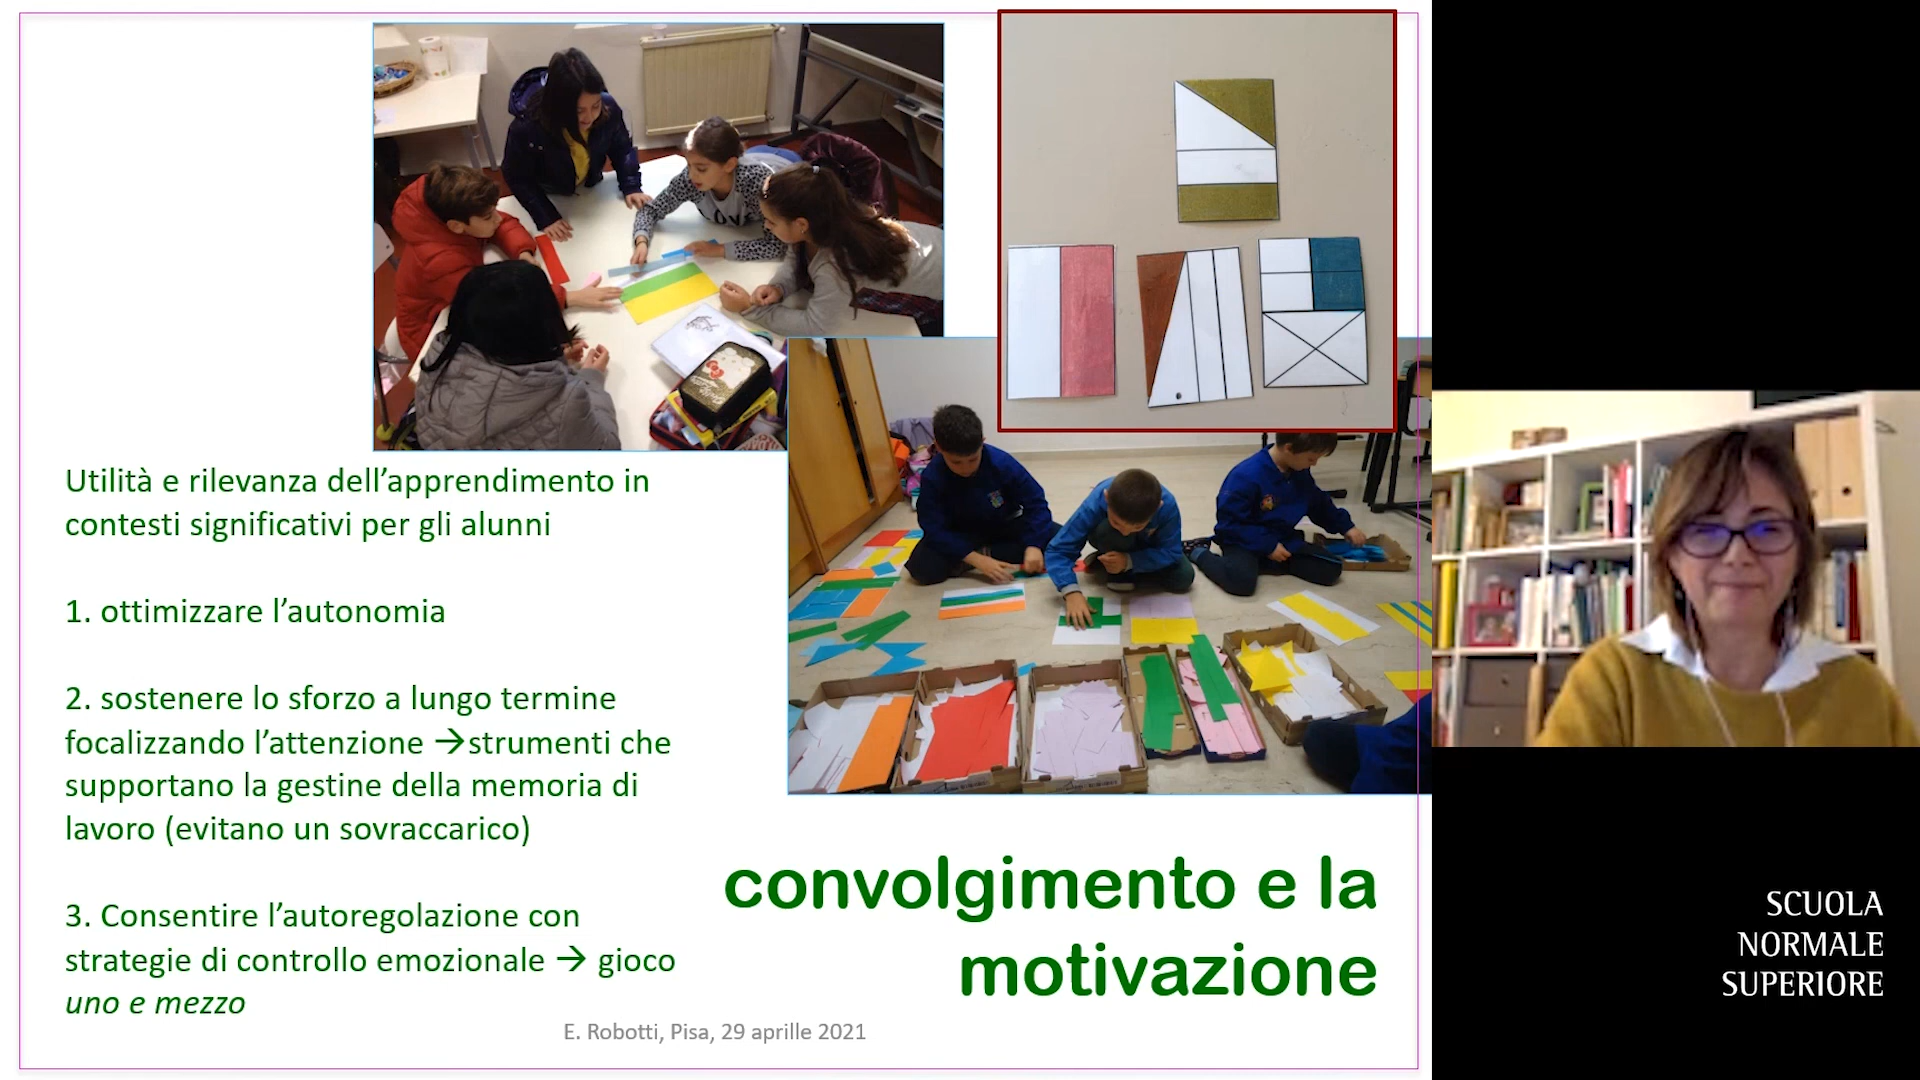 Utilità e rilevanza dell’apprendimento in
contesti significativi per gli alunni
1. ottimizzare l’autonomia
2. sostenere lo sforzo a lungo termine
focalizzando l’attenzione →strumenti che
supportano la gestine della memoria di
lavoro (evitano un sovraccarico)
3. Consentire l’autoregolazione con
strategie di controllo emozionale → gioco
uno e mezzo
convolgimento e la
motivazione
E. Robotti, Pisa, 29 aprille 2021
SCUOLA
NORMALE
SUPERIORE